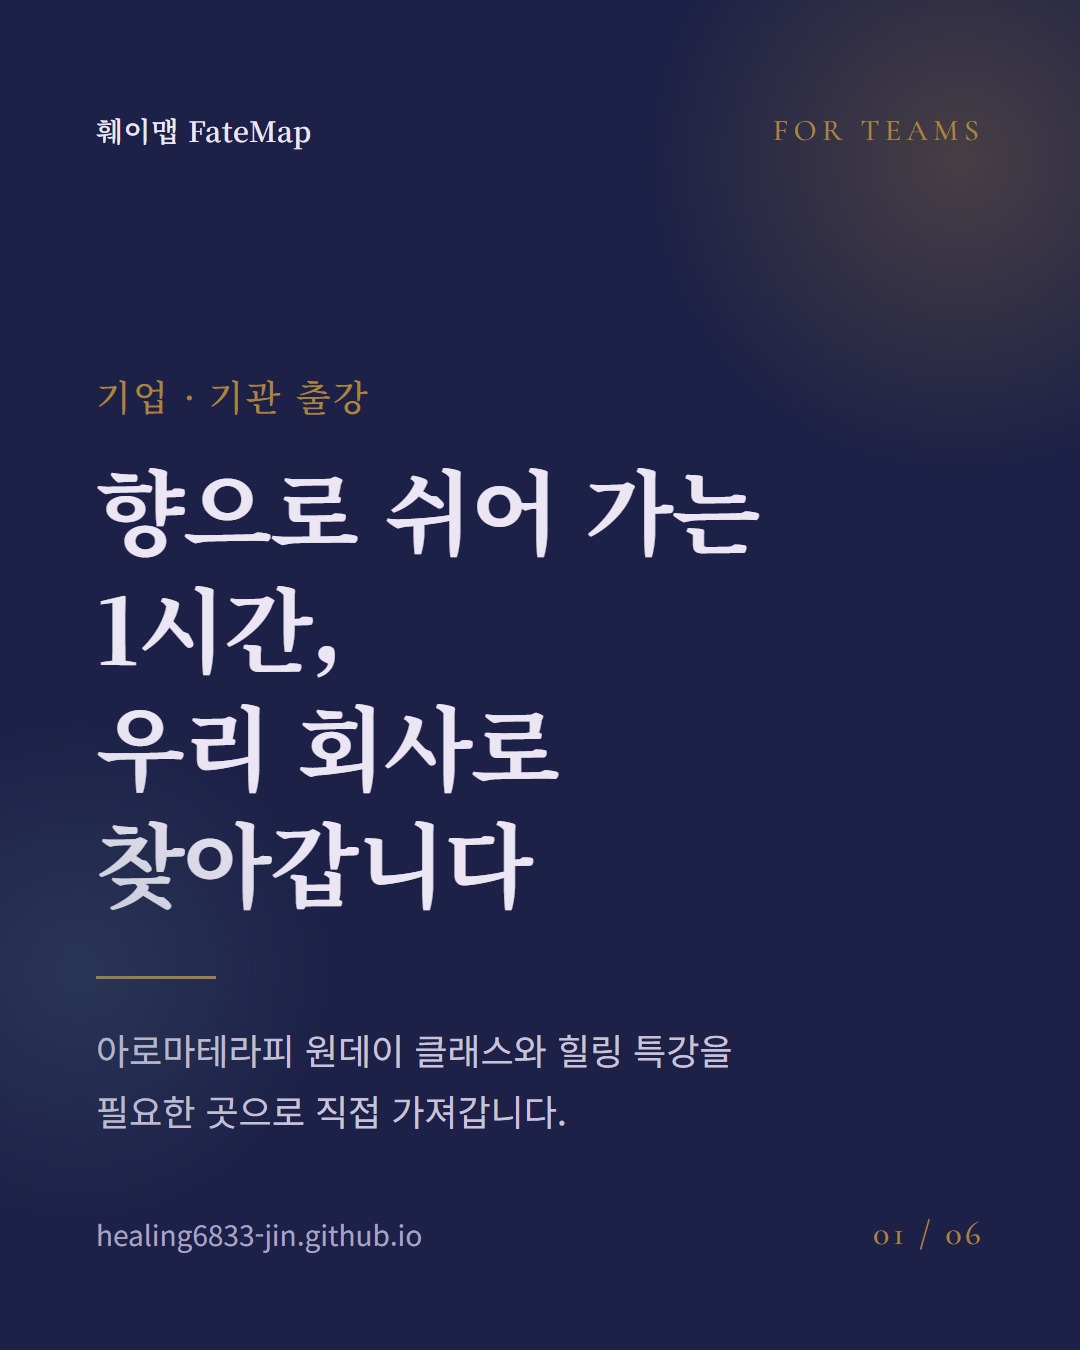 훼이맵 FateMap
FOR TEAMS
기업 · 기관 출강
향으로 쉬어 가는
1시간,
우리 회사로
찾아갑니다
아로마테라피 원데이 클래스와 힐링 특강을
필요한 곳으로 직접 가져갑니다.
healing6833-jin.github.io
01 / 06